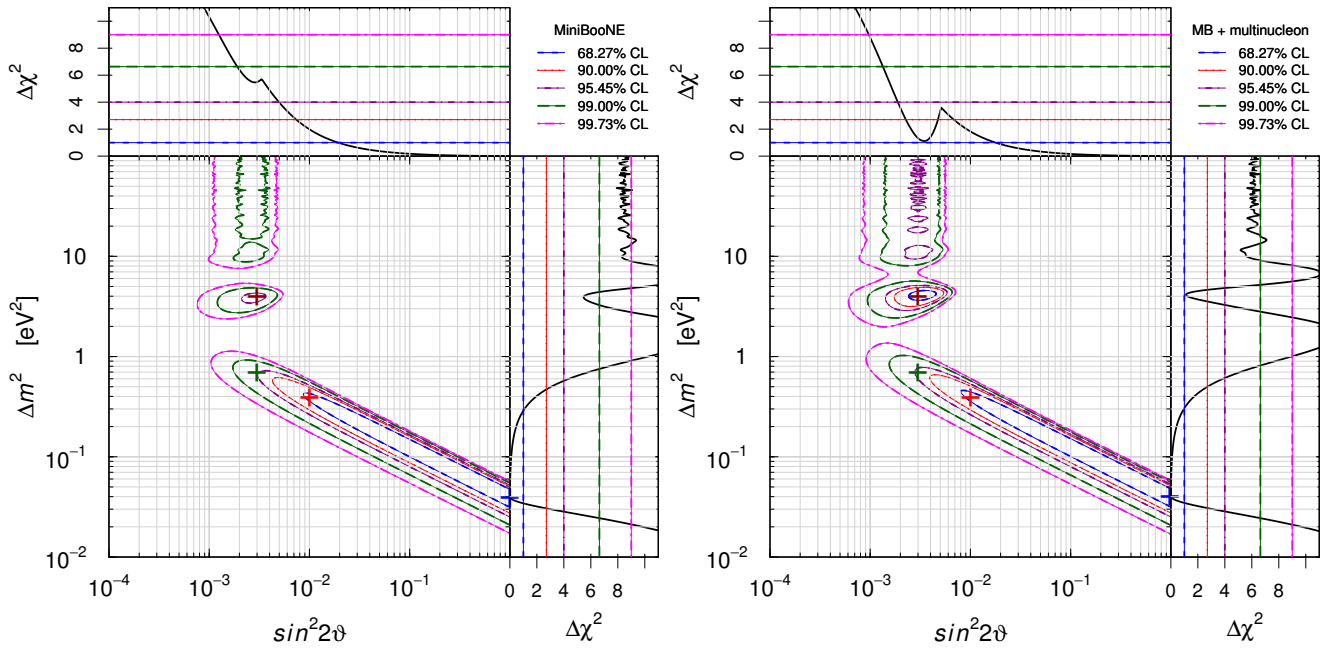 Δχ²
10
8
6
4
2
0
MiniBooNE
68.27% CL
90.00% CL
95.45% CL
99.00% CL
99.73% CL
Δm² [eV²]
10
1
10⁻¹
10⁻²
10⁻⁴ 10⁻³ 10⁻² 10⁻¹ 0 2 4 6 8
sin²2ϑ Δχ²
Δχ²
8
6
4
2
0
MB + multinucleon
68.27% CL
90.00% CL
95.45% CL
99.00% CL
99.73% CL
Δm² [eV²]
10
1
10⁻¹
10⁻²
10⁻⁴ 10⁻³ 10⁻² 10⁻¹ 0 2 4 6 8
sin²2ϑ Δχ²